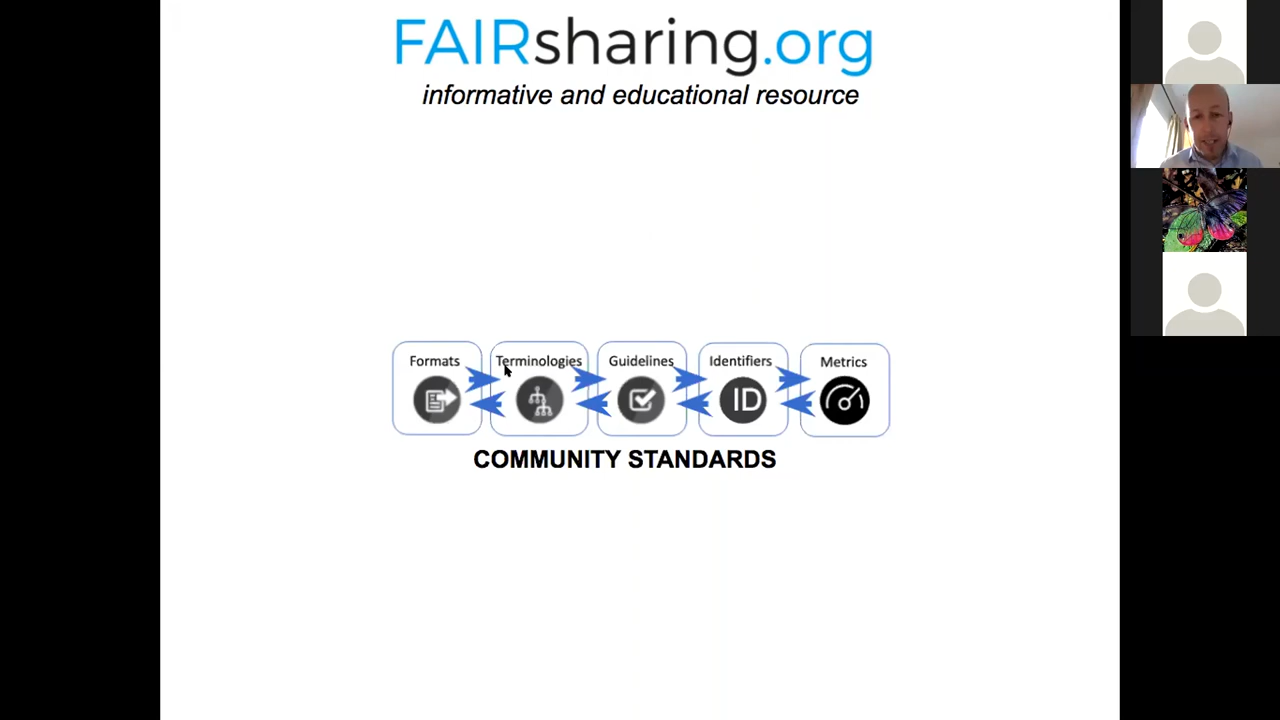 FAIRsharing.org
informative and educational resource
Formats
Terminologies
Guidelines
Identifiers
Metrics
ID
COMMUNITY STANDARDS